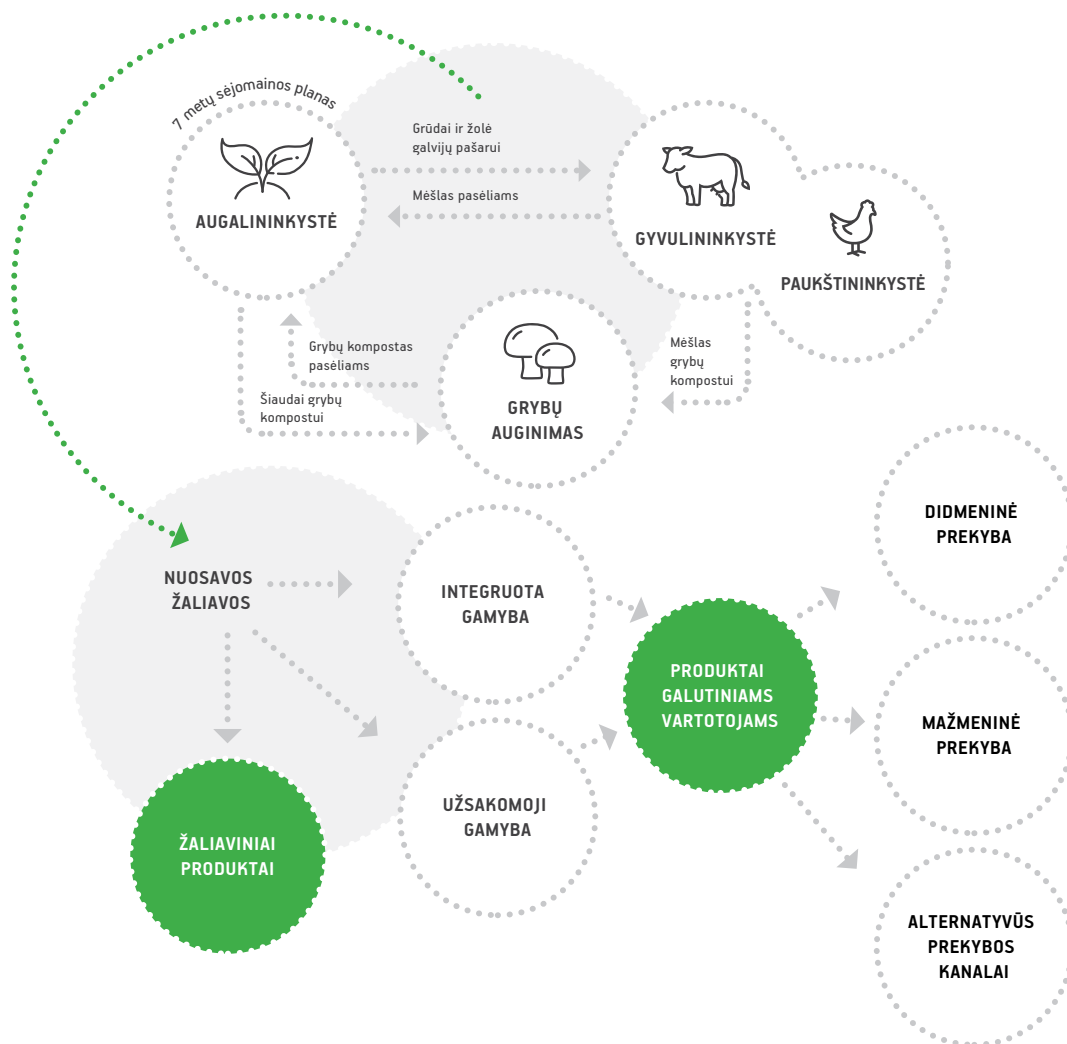 7 metų sėjomainos planas
Grūdai ir žolė
galvijų pašarui
Mėšlas pasėliams
AUGALININKYSTĖ
GYVULININKYSTĖ
PAUKŠTININKYSTĖ
Grybų kompostas
pasėliams
Šiaudai grybų
kompostui
Mėšlas
grybų
kompostui
GRYBŲ
AUGINIMAS
NUOSAVOS
ŽALIAVOS
INTEGRUOTA
GAMYBA
UŽSAKOMOJI
GAMYBA
ŽALIAVINIAI
PRODUKTAI
PRODUKTAI
GALUTINIAMS
VARTOTOJAMS
DIDMENINĖ
PREKYBA
MAŽMENINĖ
PREKYBA
ALTERNATYVŪS
PREKYBOS
KANALAI